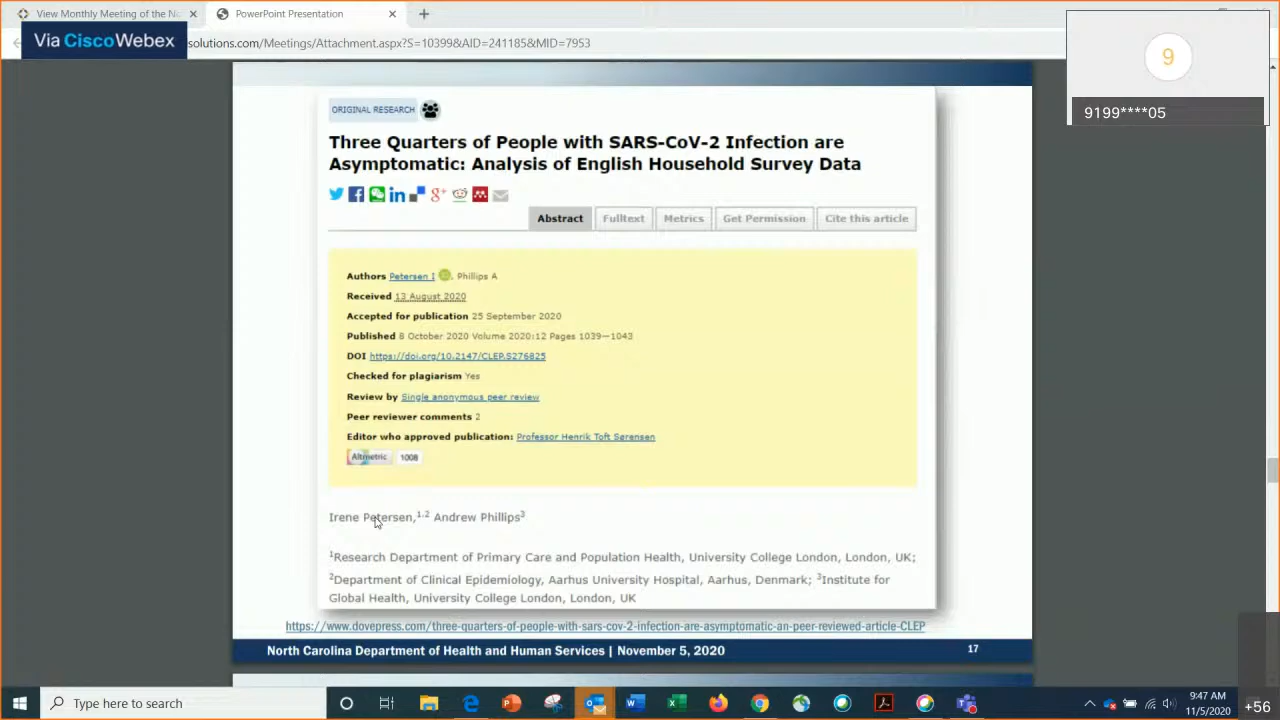 View Monthly Meeting of the No
PowerPoint Presentation
Via CiscoWebex
solutions.com/Meetings/Attachment.aspx?S=10399&AID=241185&MID=7953
9
9199****05
ORIGINAL RESEARCH
Three Quarters of People with SARS-CoV-2 Infection are
Asymptomatic: Analysis of English Household Survey Data
Abstract Fulltext Metrics Get Permission Cite this article
Authors Petersen I , Phillips A
Received 13 August 2020
Accepted for publication 25 September 2020
Published 8 October 2020 Volume 2020:12 Pages 1039—1043
DOI https://doi.org/10.2147/CLEP.S276825
Checked for plagiarism Yes
Review by Single anonymous peer review
Peer reviewer comments 2
Editor who approved publication: Professor Henrik Toft Sørensen
Altmetric 1008
Irene Petersen,1,2 Andrew Phillips3
1Research Department of Primary Care and Population Health, University College London, London, UK;
2Department of Clinical Epidemiology, Aarhus University Hospital, Aarhus, Denmark; 3Institute for
Global Health, University College London, London, UK
https://www.dovepress.com/three-quarters-of-people-with-sars-cov-2-infection-are-asymptomatic-an-peer-reviewed-article-CLEP
North Carolina Department of Health and Human Services | November 5, 2020
17
Type here to search
9:47 AM
11/5/2020
+56